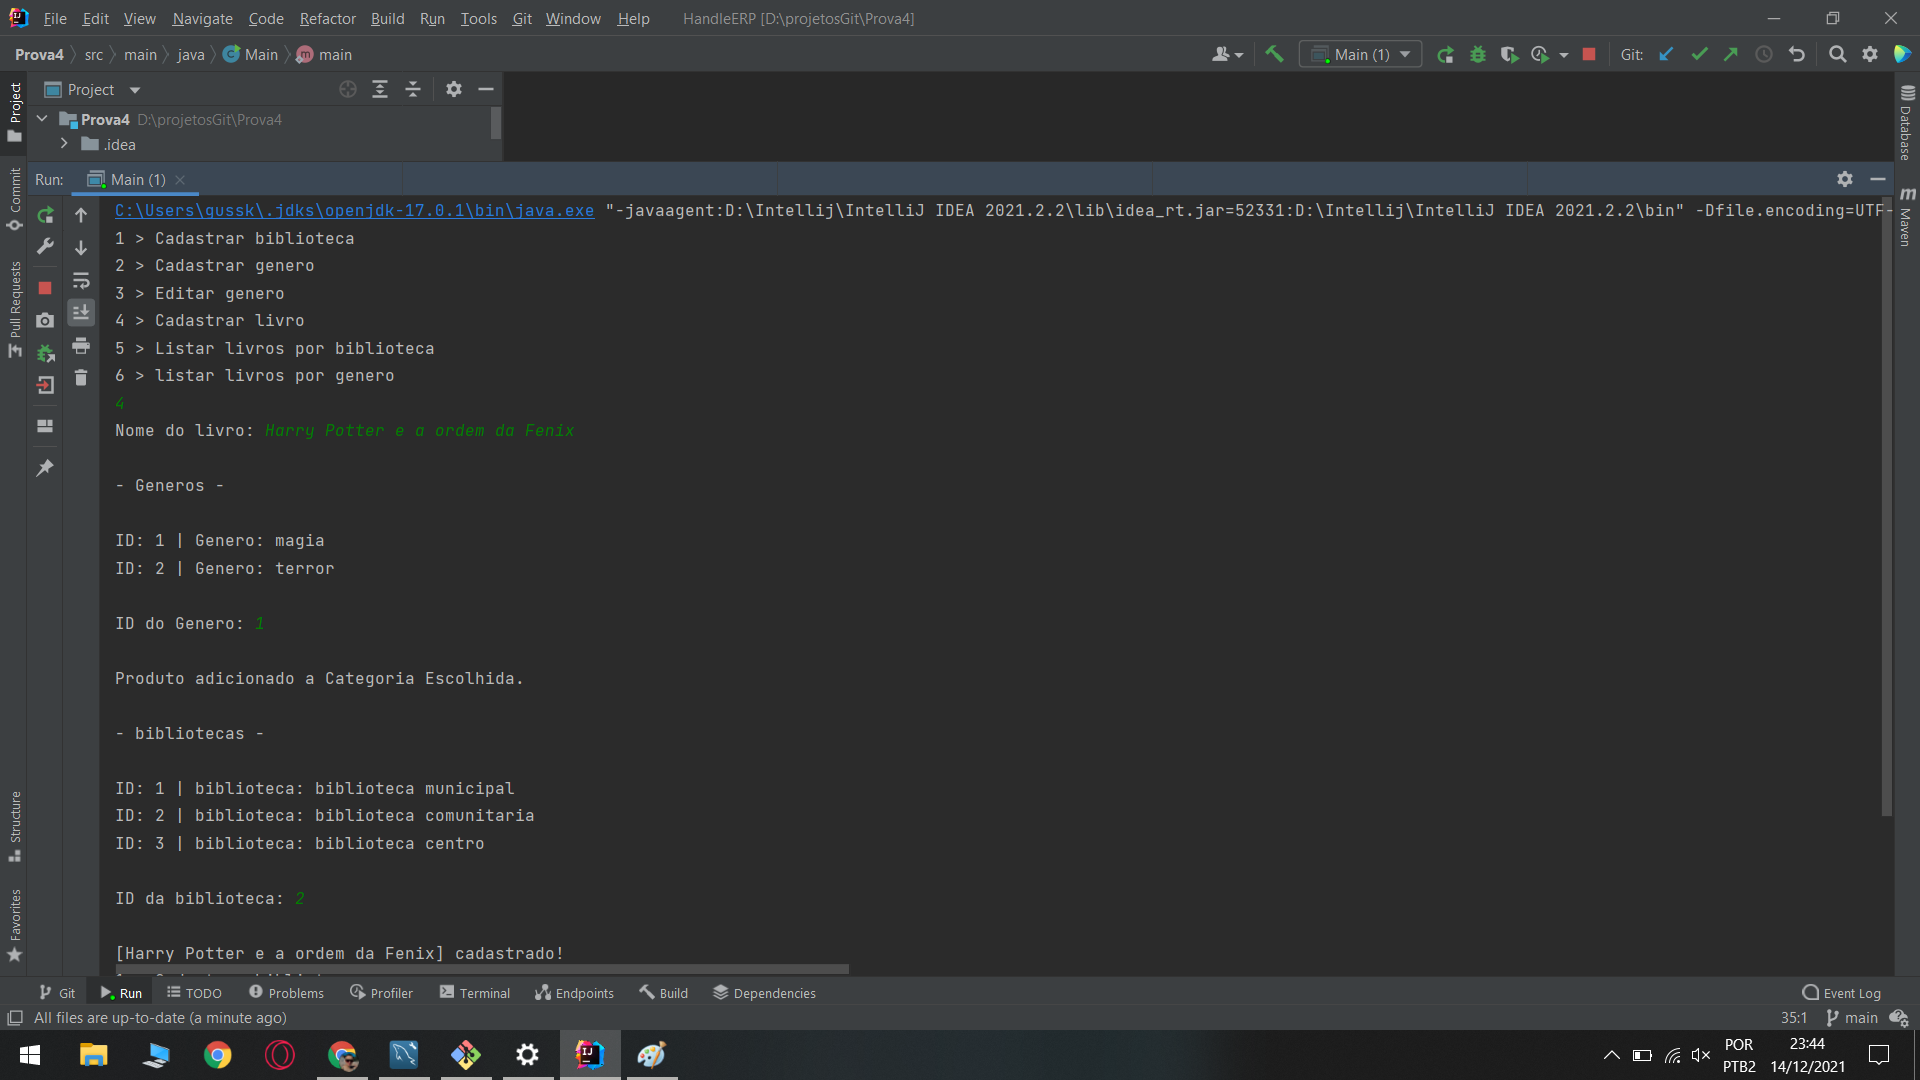 File Edit View Navigate Code Refactor Build Run Tools Git Window Help HandleERP [D:\projetosGit\Prova4]
Prova4 src main java Main main Main (1) Git:
Project
Prova4 D:\projetosGit\Prova4
.idea
Run: Main (1)
C:\Users\gussk\.jdks\openjdk-17.0.1\bin\java.exe "-javaagent:D:\Intellij\IntelliJ IDEA 2021.2.2\lib\idea_rt.jar=52331:D:\Intellij\IntelliJ IDEA 2021.2.2\bin" -Dfile.encoding=UTF-
1 > Cadastrar biblioteca
2 > Cadastrar genero
3 > Editar genero
4 > Cadastrar livro
5 > Listar livros por biblioteca
6 > listar livros por genero
4
Nome do livro: Harry Potter e a ordem da Fenix
- Generos -
ID: 1 | Genero: magia
ID: 2 | Genero: terror
ID do Genero: 1
Produto adicionado a Categoria Escolhida.
- bibliotecas -
ID: 1 | biblioteca: biblioteca municipal
ID: 2 | biblioteca: biblioteca comunitaria
ID: 3 | biblioteca: biblioteca centro
ID da biblioteca: 2
[Harry Potter e a ordem da Fenix] cadastrado!
Project
Commit
Pull Requests
Structure
Favorites
Database
Maven
Git Run TODO Problems Profiler Terminal Endpoints Build Dependencies Event Log
All files are up-to-date (a minute ago) 35:1 main
POR 23:44
PTB2 14/12/2021